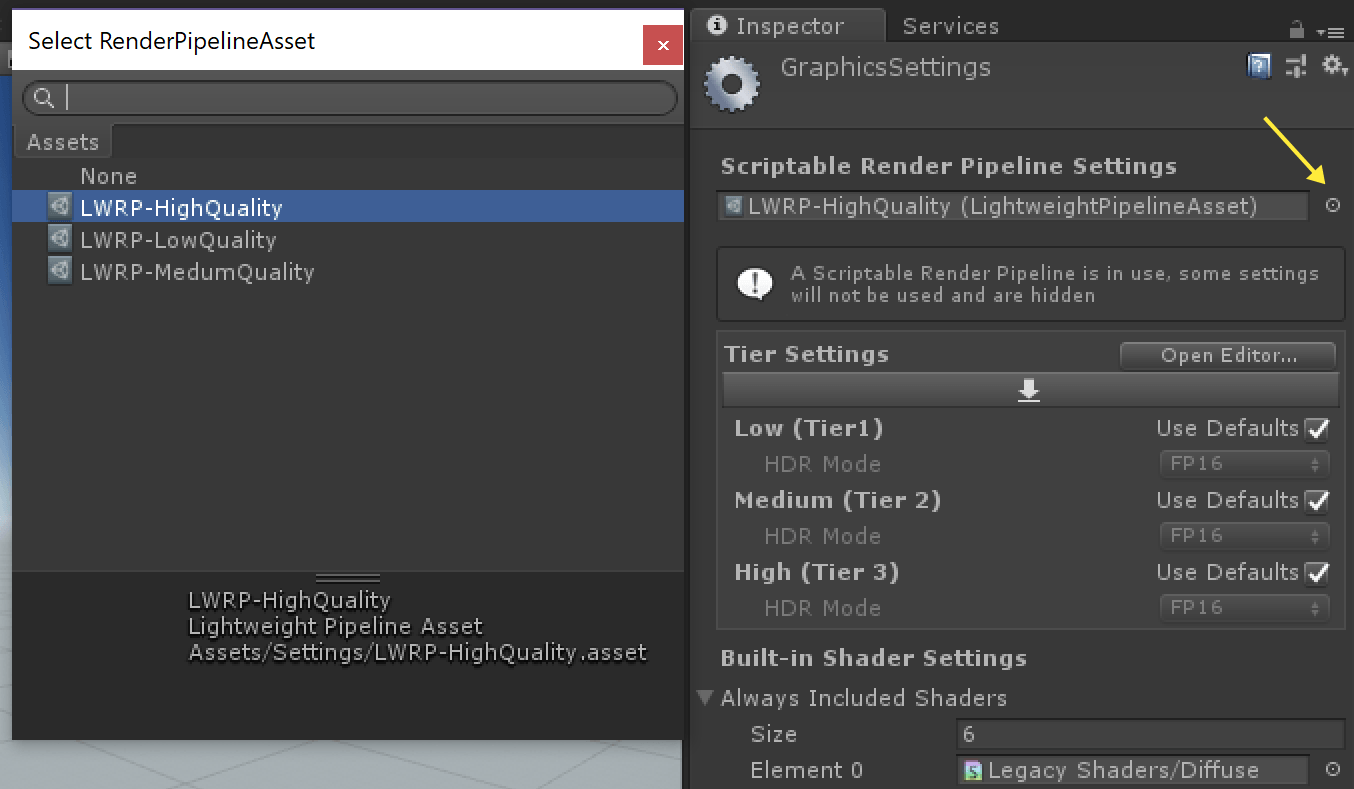 Select RenderPipelineAsset
Assets
None
LWRP-HighQuality
LWRP-LowQuality
LWRP-MedumQuality
LWRP-HighQuality
Lightweight Pipeline Asset
Assets/Settings/LWRP-HighQuality.asset
Inspector
Services
GraphicsSettings
Scriptable Render Pipeline Settings
LWRP-HighQuality (LightweightPipelineAsset)
A Scriptable Render Pipeline is in use, some settings
will not be used and are hidden
Tier Settings
Open Editor...
Low (Tier1)
Use Defaults
HDR Mode
FP16
Medium (Tier 2)
Use Defaults
HDR Mode
FP16
High (Tier 3)
Use Defaults
HDR Mode
FP16
Built-in Shader Settings
Always Included Shaders
Size
6
Element 0
Legacy Shaders/Diffuse